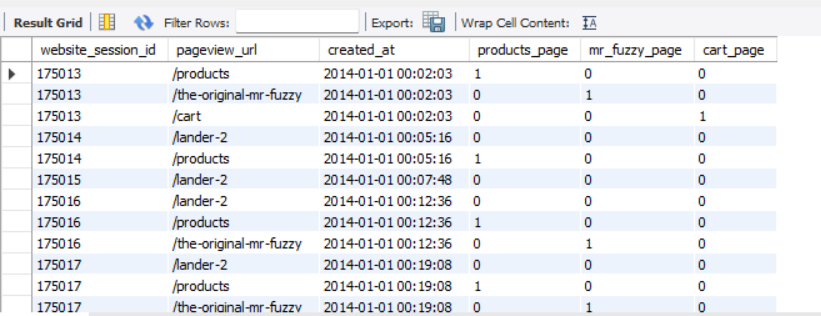 Result Grid Filter Rows: Export: Wrap Cell Content: IA
website_session_id pageview_url created_at products_page mr_fuzzy_page cart_page
175013 /products 2014-01-01 00:02:03 1 0 0
175013 /the-original-mr-fuzzy 2014-01-01 00:02:03 0 1 0
175013 /cart 2014-01-01 00:02:03 0 0 1
175014 /lander-2 2014-01-01 00:05:16 0 0 0
175014 /products 2014-01-01 00:05:16 1 0 0
175015 /lander-2 2014-01-01 00:07:48 0 0 0
175016 /lander-2 2014-01-01 00:12:36 0 0 0
175016 /products 2014-01-01 00:12:36 1 0 0
175016 /the-original-mr-fuzzy 2014-01-01 00:12:36 0 1 0
175017 /lander-2 2014-01-01 00:19:08 0 0 0
175017 /products 2014-01-01 00:19:08 1 0 0
175017 /the-original-mr-fuzzy 2014-01-01 00:19:08 0 1 0